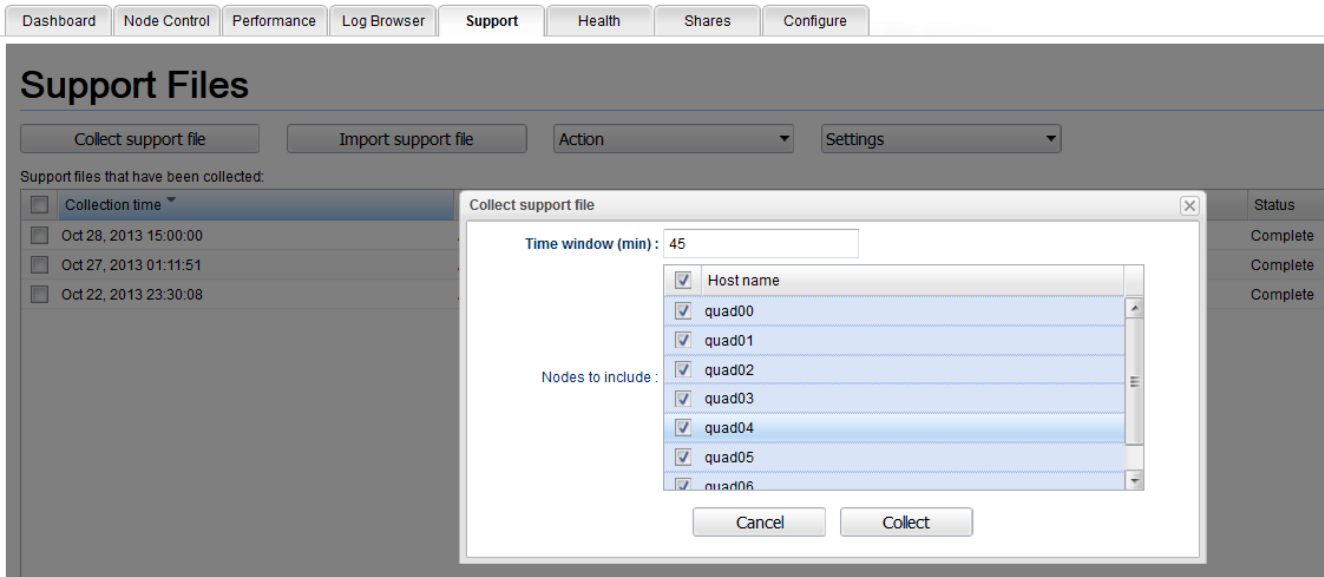 Dashboard Node Control Performance Log Browser Support Health Shares Configure
Support Files
Collect support file Import support file Action Settings
Support files that have been collected:
Collection time Status
Oct 28, 2013 15:00:00 Complete
Oct 27, 2013 01:11:51 Complete
Oct 22, 2013 23:30:08 Complete
Collect support file
Time window (min) : 45
Host name
Nodes to include :
quad00
quad01
quad02
quad03
quad04
quad05
quad06
Cancel Collect